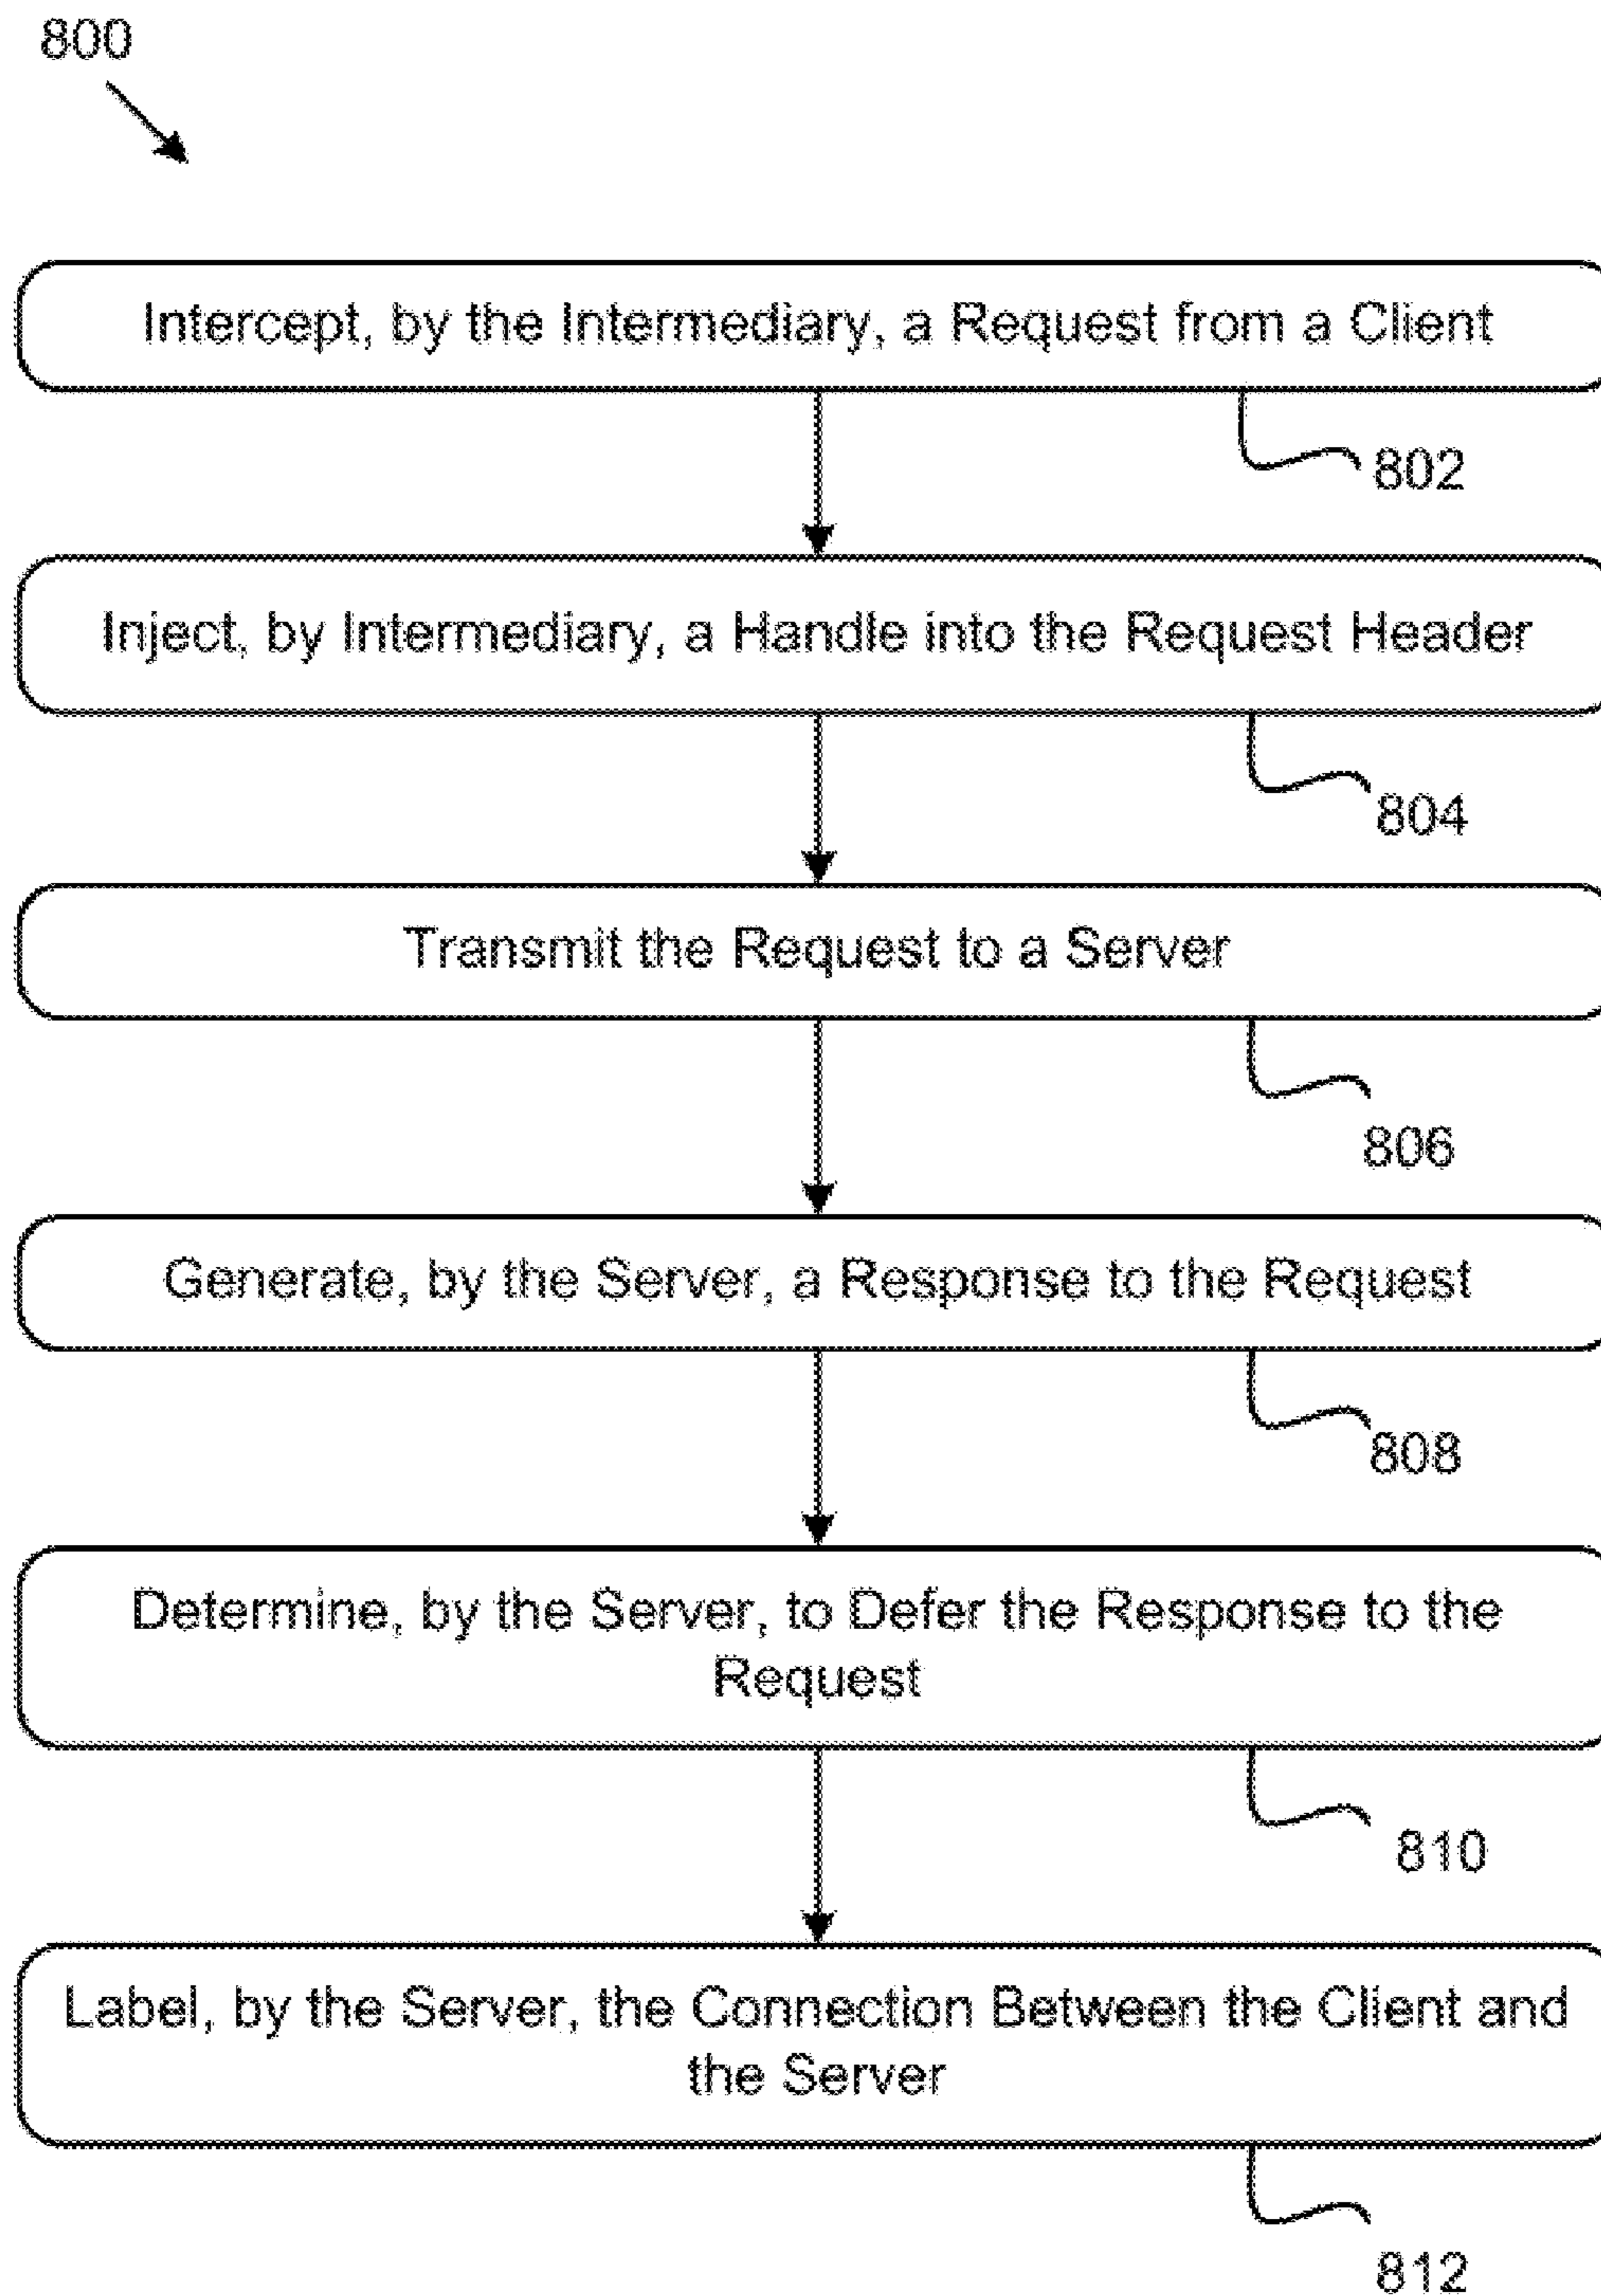 800
Intercept, by the Intermediary, a Request from a Client
802
Inject, by Intermediary, a Handle into the Request Header
804
Transmit the Request to a Server
806
Generate, by the Server, a Response to the Request
808
Determine, by the Server, to Defer the Response to the
Request
810
Label, by the Server, the Connection Between the Client and
the Server
812